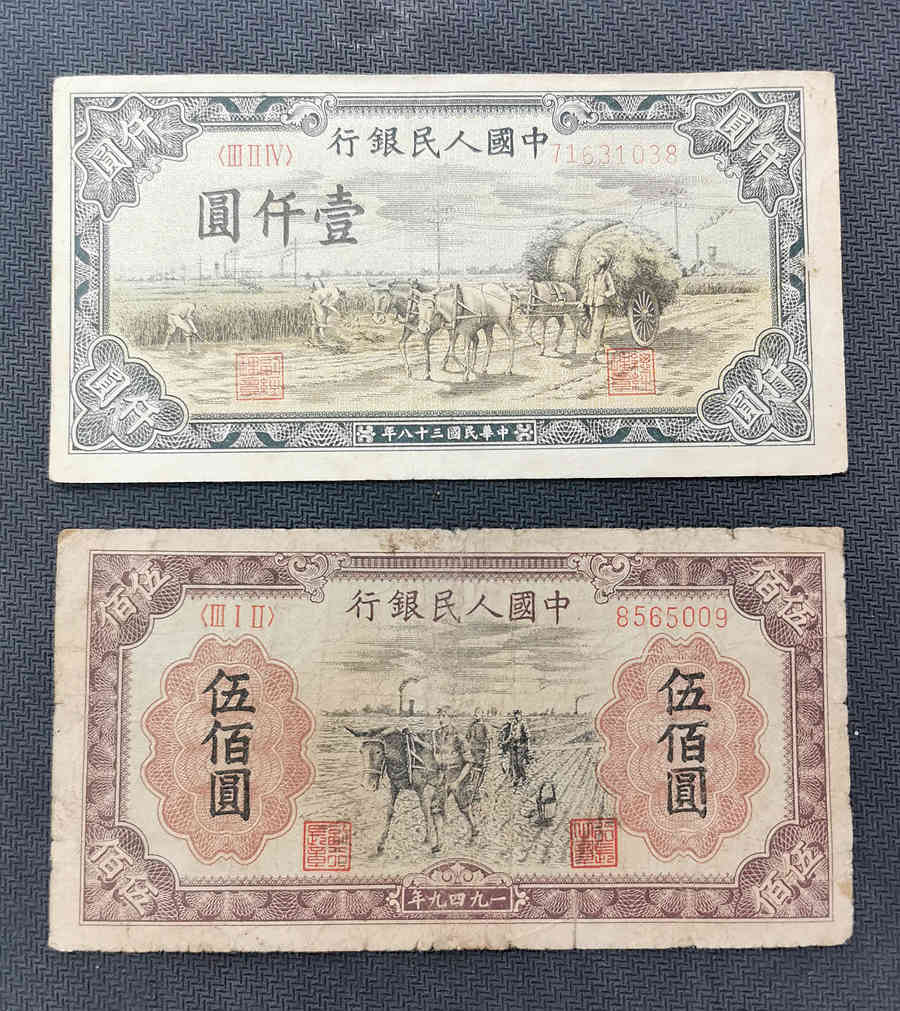 中國人民銀行
〈III II IV〉
71631038
仟圓
仟圓
壹仟圓
仟圓
仟圓
中華民國三十八年
中國人民銀行
〈III I II〉
8565009
伍佰
伍佰
伍佰圓
伍佰圓
伍佰
伍佰
一九四九年